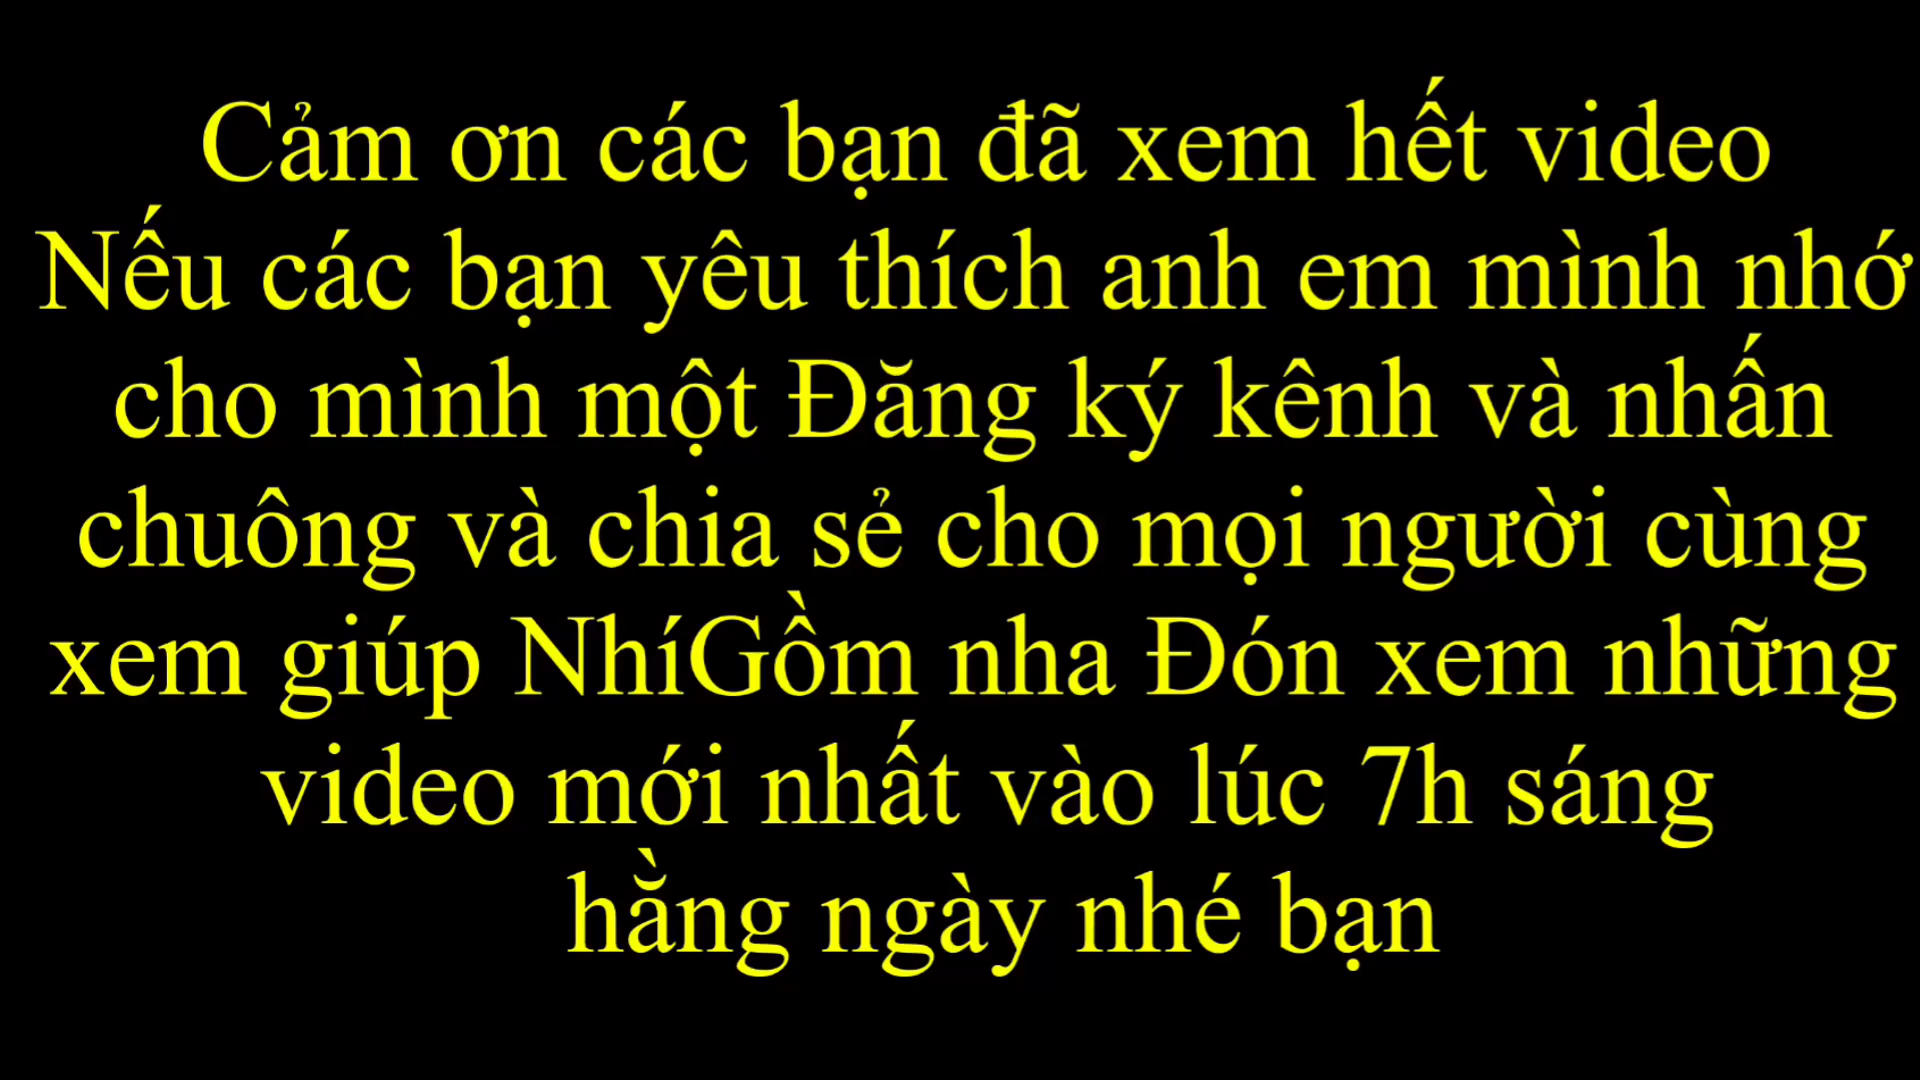 Cảm ơn các bạn đã xem hết video
Nếu các bạn yêu thích anh em mình nhớ
cho mình một Đăng ký kênh và nhấn
chuông và chia sẻ cho mọi người cùng
xem giúp NhíGồm nha Đón xem những
video mới nhất vào lúc 7h sáng
hằng ngày nhé bạn